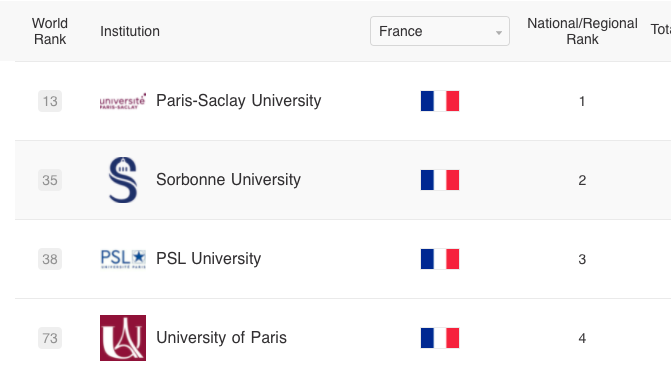 World Rank Institution France National/Regional Rank Tota
13 université PARIS-SACLAY Paris-Saclay University 1
35 Sorbonne University 2
38 PSL UNIVERSITÉ PARIS PSL University 3
73 University of Paris 4